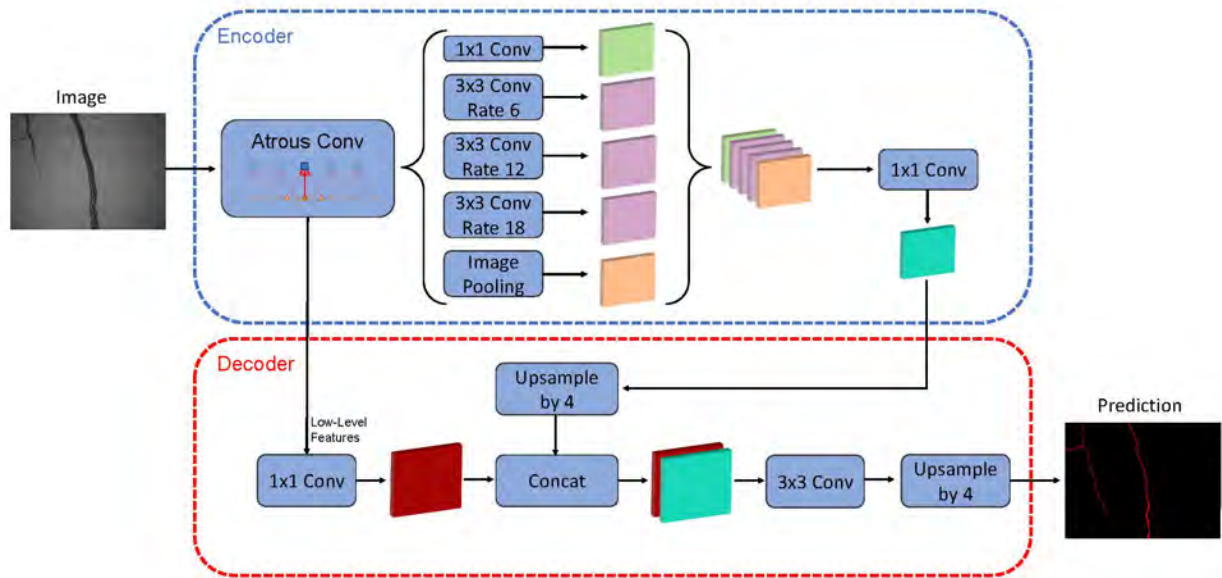 Encoder
Image
Atrous Conv
1x1 Conv
3x3 Conv
Rate 6
3x3 Conv
Rate 12
3x3 Conv
Rate 18
Image
Pooling
1x1 Conv
Decoder
Upsample
by 4
Low-Level
Features
1x1 Conv
Concat
3x3 Conv
Upsample
by 4
Prediction